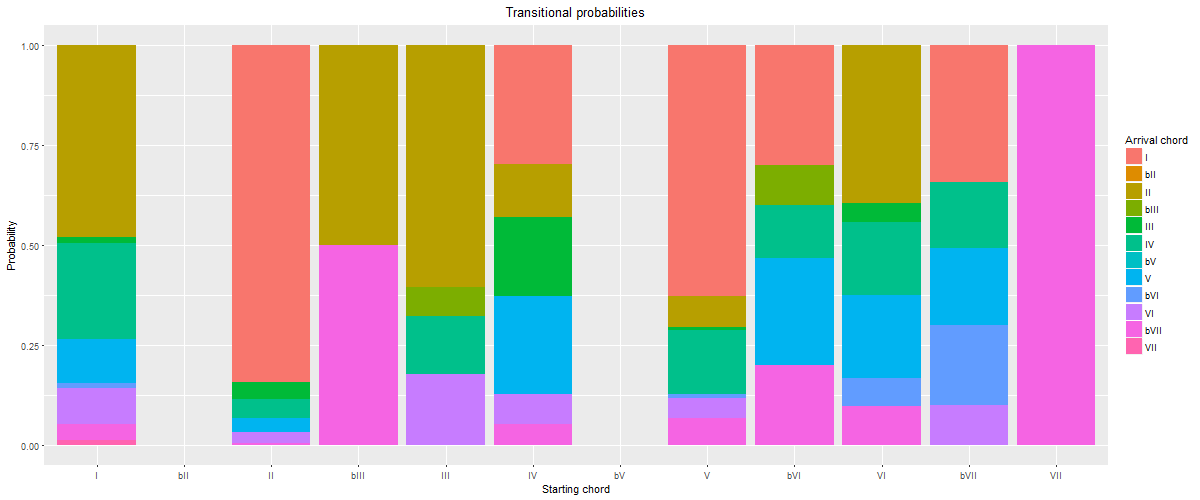 Transitional probabilities
Probability
1.00
0.75
0.50
0.25
0.00
I bII II bIII III IV bV V bVI VI bVII VII
Starting chord
Arrival chord
I
bII
II
bIII
III
IV
bV
V
bVI
VI
bVII
VII